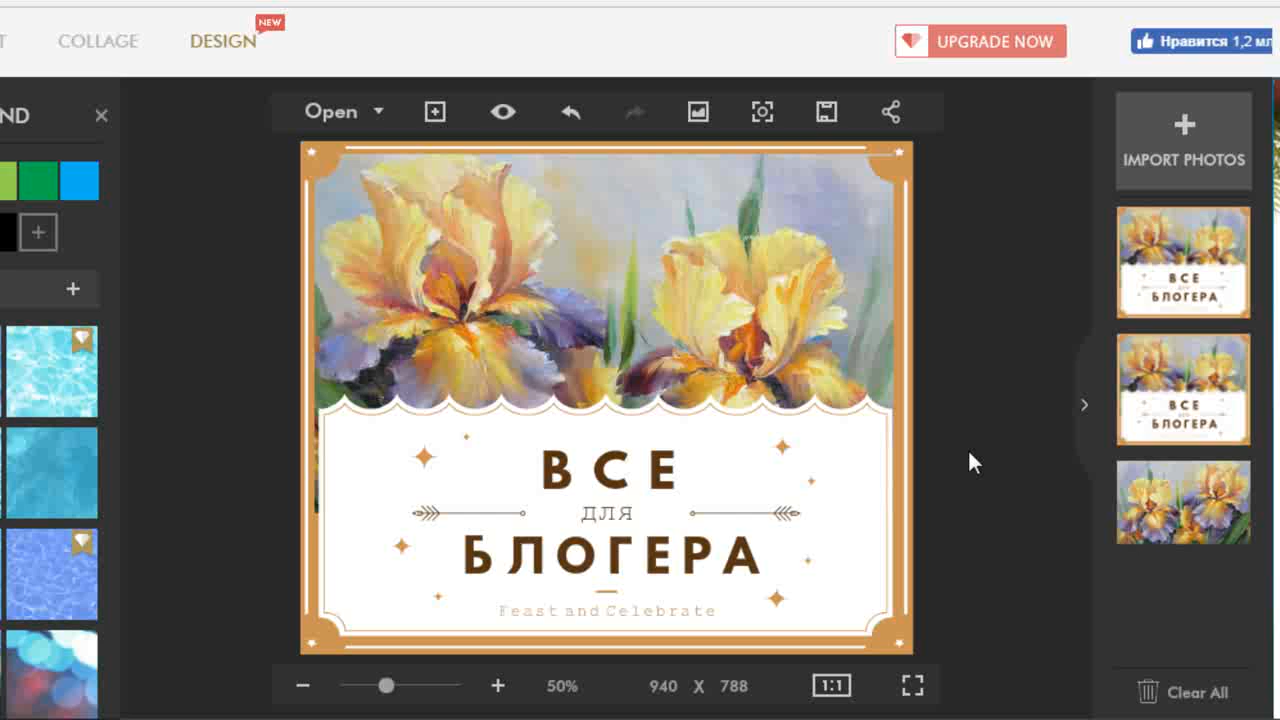 NEW
T COLLAGE DESIGN UPGRADE NOW Нравится 1,2 мл
ND
Open
IMPORT PHOTOS
ВСЕ
ДЛЯ
БЛОГЕРА
Feast and Celebrate
ВСЕ
БЛОГЕРА
ВСЕ
БЛОГЕРА
50% 940 X 788 1:1
Clear All